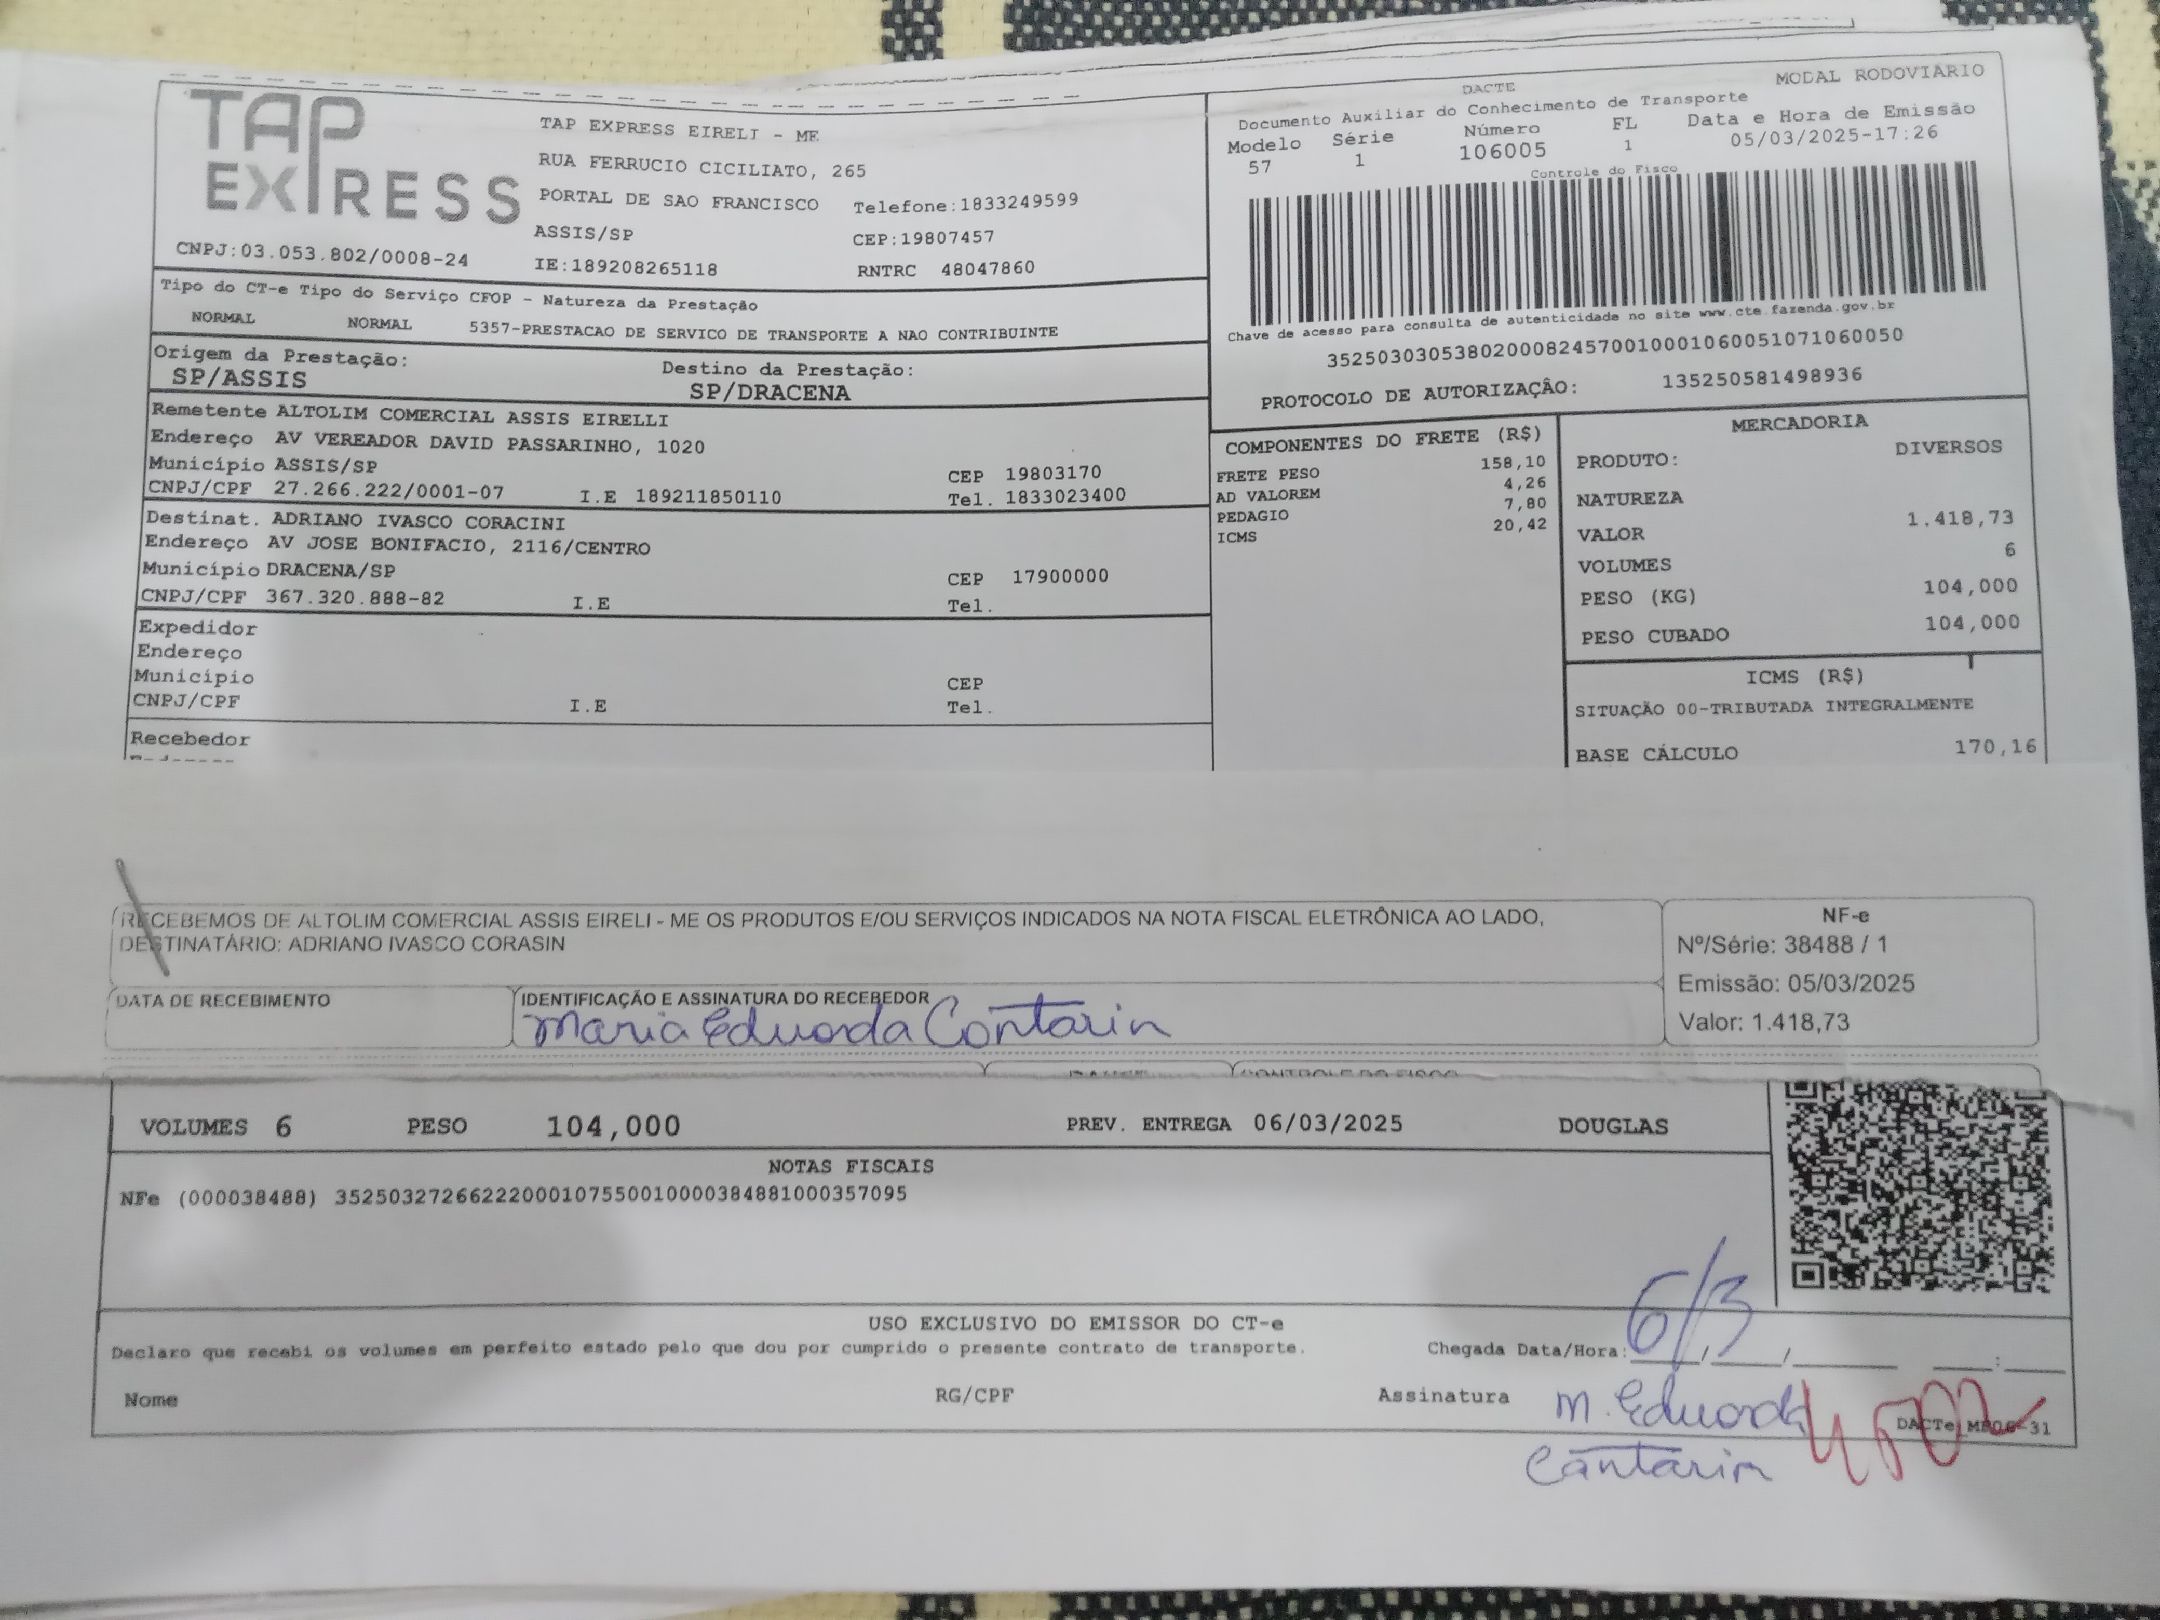 TAP
EXPRESS
TAP EXPRESS EIRELI - ME
RUA FERRUCIO CICILIATO, 265
PORTAL DE SAO FRANCISCO Telefone:1833249599
ASSIS/SP CEP:19807457
CNPJ:03.053.802/0008-24 IE:189208265118 RNTRC 48047860
DACTE MODAL RODOVIÁRIO
Documento Auxiliar do Conhecimento de Transporte
Modelo Série Número FL Data e Hora de Emissão
57 1 106005 1 05/03/2025-17:26
Controle do Fisco
Chave de acesso para consulta de autenticidade no site www.cte.fazenda.gov.br
35250303053802000824570010001060051071060050
PROTOCOLO DE AUTORIZAÇÃO: 135250581498936
Tipo do CT-e Tipo do Serviço CFOP - Natureza da Prestação
NORMAL NORMAL 5357-PRESTACAO DE SERVICO DE TRANSPORTE A NAO CONTRIBUINTE
Origem da Prestação: Destino da Prestação:
SP/ASSIS SP/DRACENA
Remetente ALTOLIM COMERCIAL ASSIS EIRELLI
Endereço AV VEREADOR DAVID PASSARINHO, 1020
Município ASSIS/SP CEP 19803170
CNPJ/CPF 27.266.222/0001-07 I.E 189211850110 Tel. 1833023400
Destinat. ADRIANO IVASCO CORACINI
Endereço AV JOSE BONIFACIO, 2116/CENTRO
Município DRACENA/SP CEP 17900000
CNPJ/CPF 367.320.888-82 I.E Tel.
Expedidor
Endereço
Município CEP
CNPJ/CPF I.E Tel.
Recebedor
COMPONENTES DO FRETE (R$)
FRETE PESO 158,10
AD VALOREM 4,26
PEDAGIO 7,80
ICMS 20,42
MERCADORIA
PRODUTO: DIVERSOS
NATUREZA
VALOR 1.418,73
VOLUMES 6
PESO (KG) 104,000
PESO CUBADO 104,000
ICMS (R$)
SITUAÇÃO 00-TRIBUTADA INTEGRALMENTE
BASE CÁLCULO 170,16
RECEBEMOS DE ALTOLIM COMERCIAL ASSIS EIRELI - ME OS PRODUTOS E/OU SERVIÇOS INDICADOS NA NOTA FISCAL ELETRÔNICA AO LADO,
DESTINATÁRIO: ADRIANO IVASCO CORASIN
DATA DE RECEBIMENTO IDENTIFICAÇÃO E ASSINATURA DO RECEBEDOR
Maria Eduarda Contarin
NF-e
Nº/Série: 38488 / 1
Emissão: 05/03/2025
Valor: 1.418,73
VOLUMES 6 PESO 104,000 PREV. ENTREGA 06/03/2025 DOUGLAS
NOTAS FISCAIS
NFe (000038488) 35250327266222000107550010000384881000357095
USO EXCLUSIVO DO EMISSOR DO CT-e
Declaro que recebi os volumes em perfeito estado pelo que dou por cumprido o presente contrato de transporte. Chegada Data/Hora: 6/3
Nome RG/CPF Assinatura M. Eduarda
Cantarin